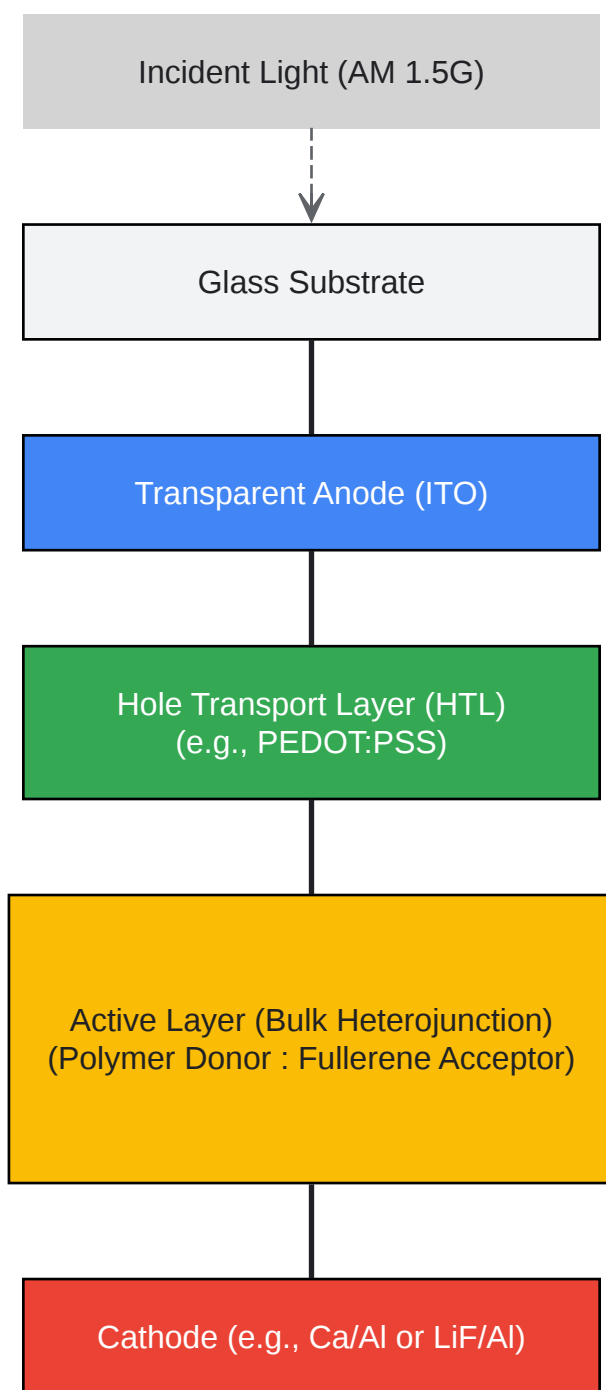 Incident Light (AM 1.5G)
Glass Substrate
Transparent Anode (ITO)
Hole Transport Layer (HTL)
(e.g., PEDOT:PSS)
Active Layer (Bulk Heterojunction)
(Polymer Donor : Fullerene Acceptor)
Cathode (e.g., Ca/Al or LiF/Al)